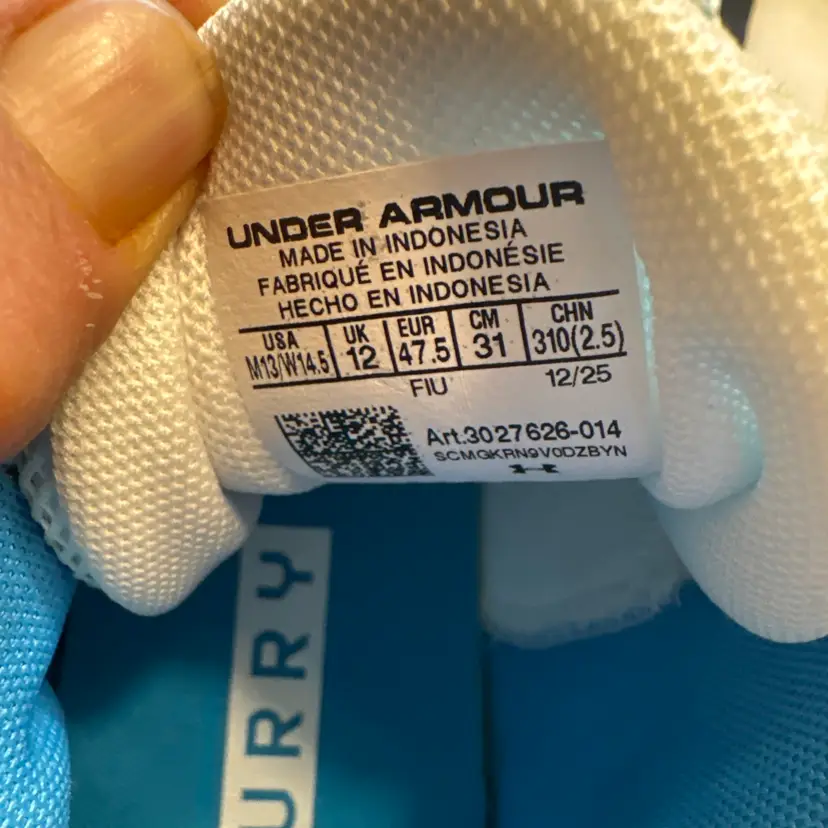 UNDER ARMOUR
MADE IN INDONESIA
FABRIQUÉ EN INDONÉSIE
HECHO EN INDONESIA
USA UK EUR CM CHN
M13/W14.5 12 47.5 31 310(2.5)
FIU 12/25
Art.3027626-014
SCMGKRN9V0DZBYN
URRY